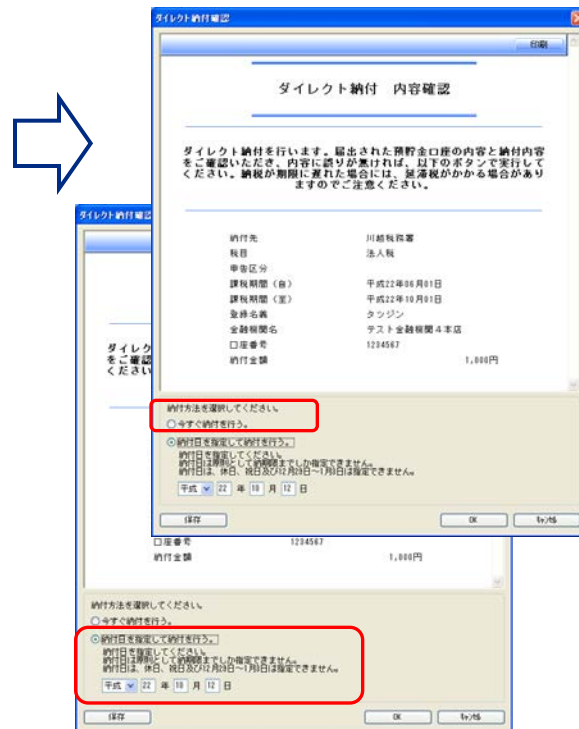 ダイレクト納付確認
印刷
ダイレクト納付 内容確認
ダイレクト納付を行います。届出された預貯金口座の内容と納付内容
をご確認いただき、内容に誤りが無ければ、以下のボタンで実行して
ください。納税が期限に遅れた場合には、延滞税がかかる場合があり
ますのでご注意ください。
納付先 川越税務署
税目 法人税
申告区分
課税期間（自） 平成22年06月01日
課税期間（至） 平成22年10月01日
登録名義 タツジン
金融機関名 テスト金融機関４本店
口座番号 1234567
納付金額 1,000円
納付方法を選択してください。
今すぐ納付を行う。
納付日を指定して納付を行う。
納付日を指定してください。
納付日は原則として納期限までしか指定できません。
納付日は、休日、祝日及び12月29日～1月3日は指定できません。
平成 22 年 10 月 12 日
保存 OK ｷｬﾝｾﾙ
ダイレクト納付確認
ダイレク
をご確認
ください
口座番号 1234567
納付金額 1,000円
納付方法を選択してください。
今すぐ納付を行う。
納付日を指定して納付を行う。
納付日を指定してください。
納付日は原則として納期限までしか指定できません。
納付日は、休日、祝日及び12月29日～1月3日は指定できません。
平成 22 年 10 月 12 日
保存 OK ｷｬﾝｾﾙ